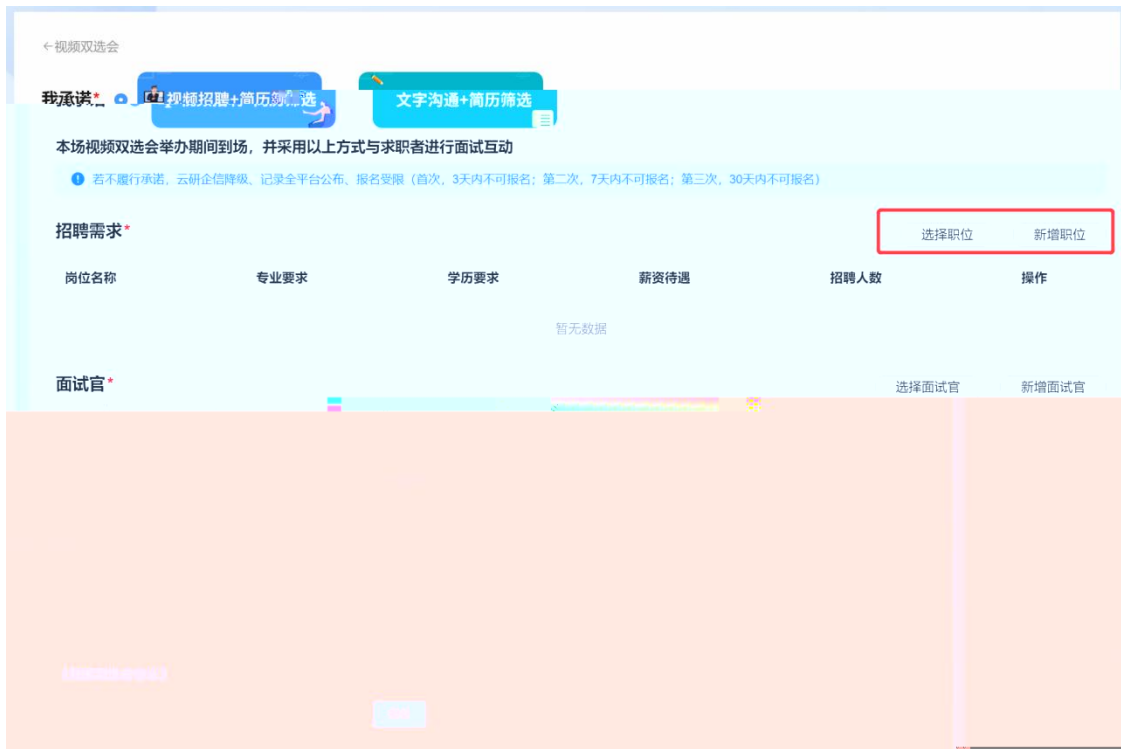 ←视频双选会
我承诺* 视频招聘+简历筛选 文字沟通+简历筛选
本场视频双选会举办期间到场，并采用以上方式与求职者进行面试互动
若不履行承诺，云研企信降级、记录全平台公布、报名受限（首次，3天内不可报名；第二次，7天内不可报名；第三次，30天内不可报名）
招聘需求* 选择职位 新增职位
岗位名称 专业要求 学历要求 薪资待遇 招聘人数 操作
暂无数据
面试官* 选择面试官 新增面试官